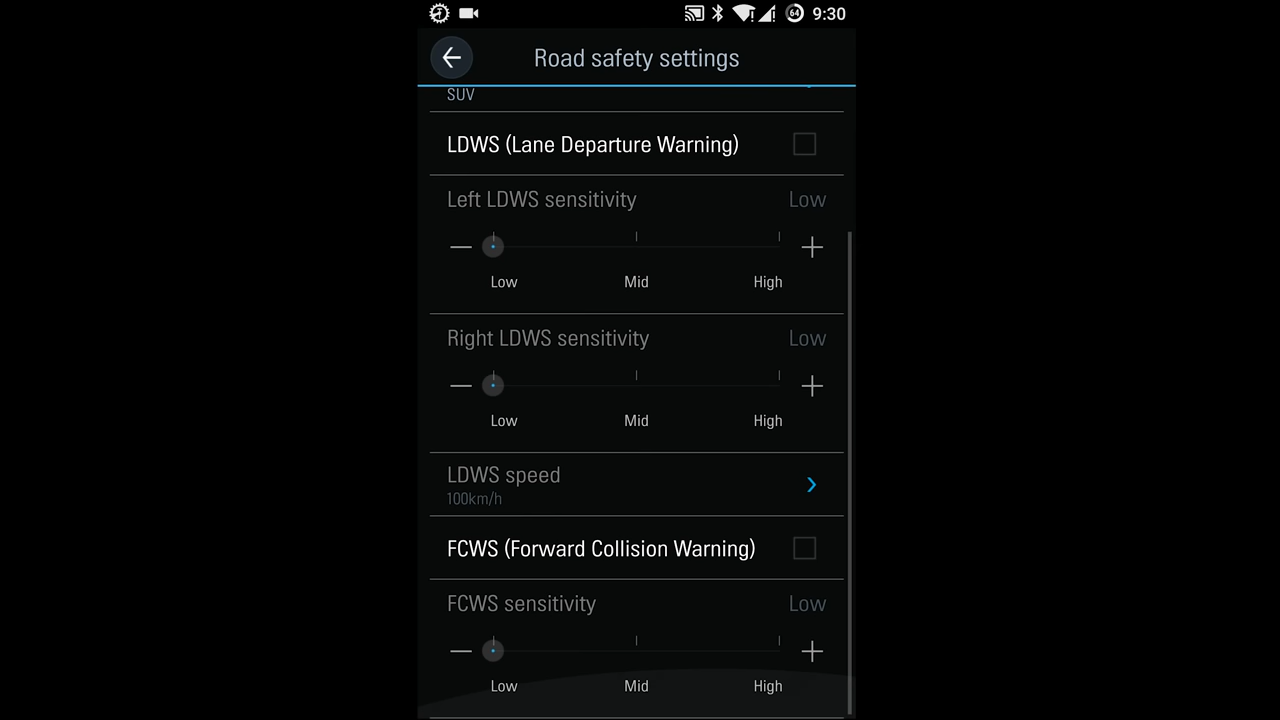 64 9:30
Road safety settings
SUV
LDWS (Lane Departure Warning)
Left LDWS sensitivity Low
Low Mid High
Right LDWS sensitivity Low
Low Mid High
LDWS speed
100km/h
FCWS (Forward Collision Warning)
FCWS sensitivity Low
Low Mid High